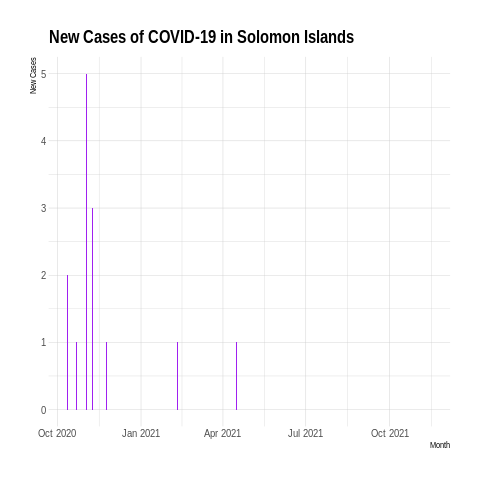 New Cases of COVID-19 in Solomon Islands
New Cases
5
4
3
2
1
0
Oct 2020 Jan 2021 Apr 2021 Jul 2021 Oct 2021
Month